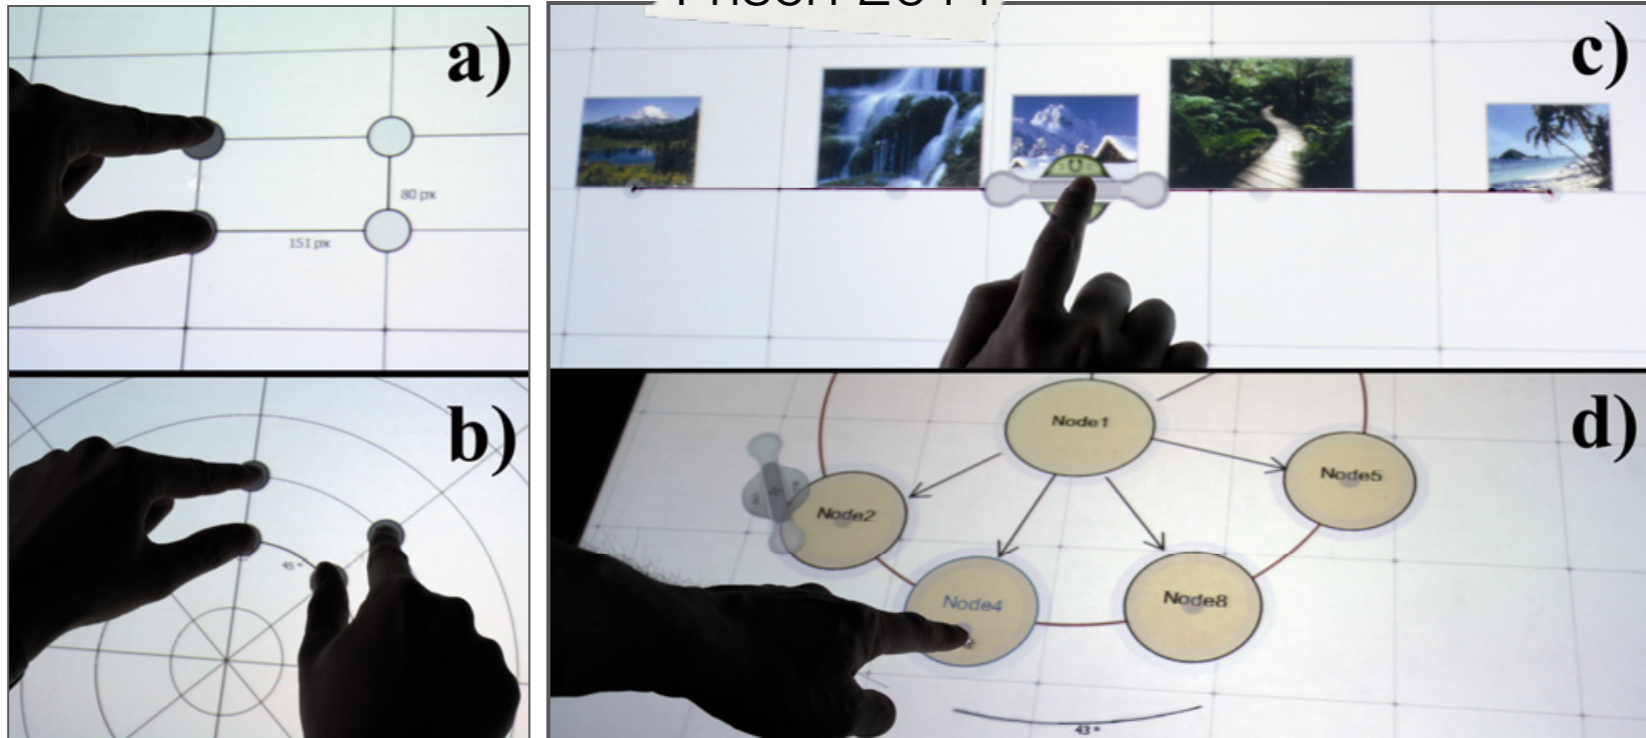 a)
80 px
151 px
b)
45°
c)
d)
Node1
Node5
Node2
Node4
Node8
43°